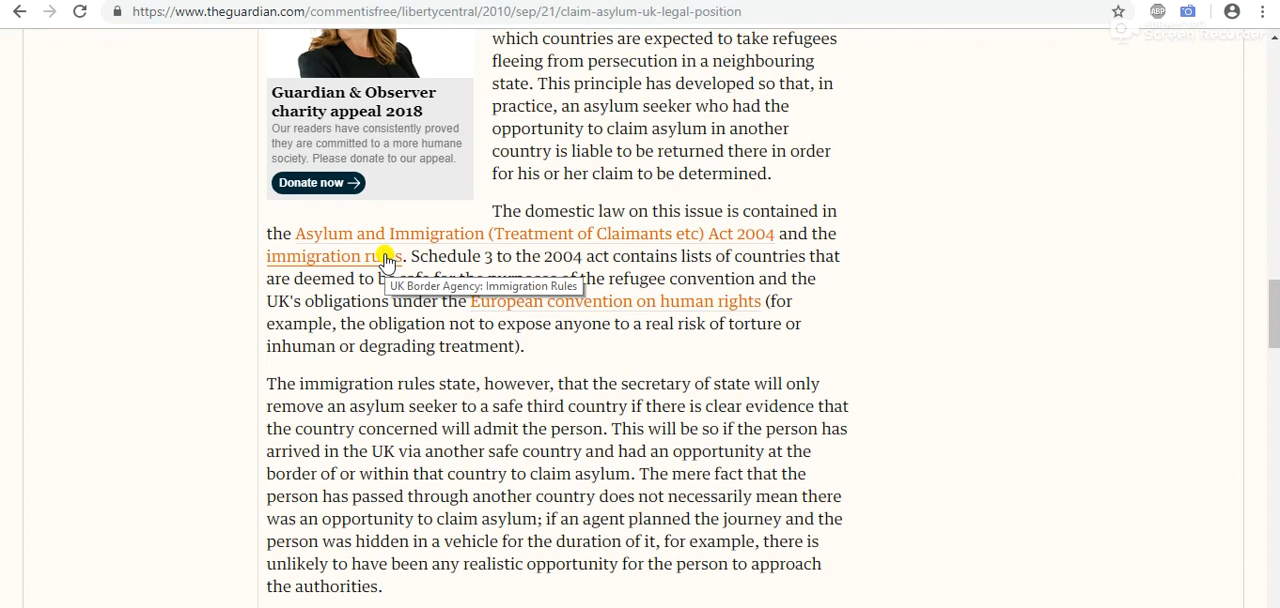 https://www.theguardian.com/commentisfree/libertycentral/2010/sep/21/claim-asylum-uk-legal-position
ABP
Screen Recorder
Guardian & Observer
charity appeal 2018
Our readers have consistently proved
they are committed to a more humane
society. Please donate to our appeal.
Donate now
which countries are expected to take refugees
fleeing from persecution in a neighbouring
state. This principle has developed so that, in
practice, an asylum seeker who had the
opportunity to claim asylum in another
country is liable to be returned there in order
for his or her claim to be determined.
The domestic law on this issue is contained in
the Asylum and Immigration (Treatment of Claimants etc) Act 2004 and the
immigration rules. Schedule 3 to the 2004 act contains lists of countries that
are deemed to be safe for the purposes of the refugee convention and the
UK Border Agency: Immigration Rules
UK's obligations under the European convention on human rights (for
example, the obligation not to expose anyone to a real risk of torture or
inhuman or degrading treatment).
The immigration rules state, however, that the secretary of state will only
remove an asylum seeker to a safe third country if there is clear evidence that
the country concerned will admit the person. This will be so if the person has
arrived in the UK via another safe country and had an opportunity at the
border of or within that country to claim asylum. The mere fact that the
person has passed through another country does not necessarily mean there
was an opportunity to claim asylum; if an agent planned the journey and the
person was hidden in a vehicle for the duration of it, for example, there is
unlikely to have been any realistic opportunity for the person to approach
the authorities.